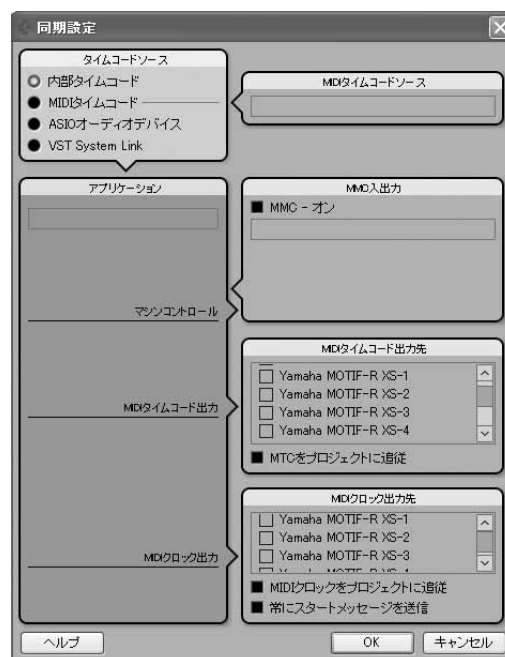 同期設定
タイムコードソース
内部タイムコード
MIDIタイムコード
ASIOオーディオデバイス
VST System Link
MIDIタイムコードソース
アプリケーション
マシンコントロール
MIDIタイムコード出力
MIDIクロック出力
MMC入出力
MMC - オン
MIDIタイムコード出力先
Yamaha MOTIF-R XS-1
Yamaha MOTIF-R XS-2
Yamaha MOTIF-R XS-3
Yamaha MOTIF-R XS-4
MTCをプロジェクトに追従
MIDIクロック出力先
Yamaha MOTIF-R XS-1
Yamaha MOTIF-R XS-2
Yamaha MOTIF-R XS-3
MIDIクロックをプロジェクトに追従
常にスタートメッセージを送信
ヘルプ
OK
キャンセル